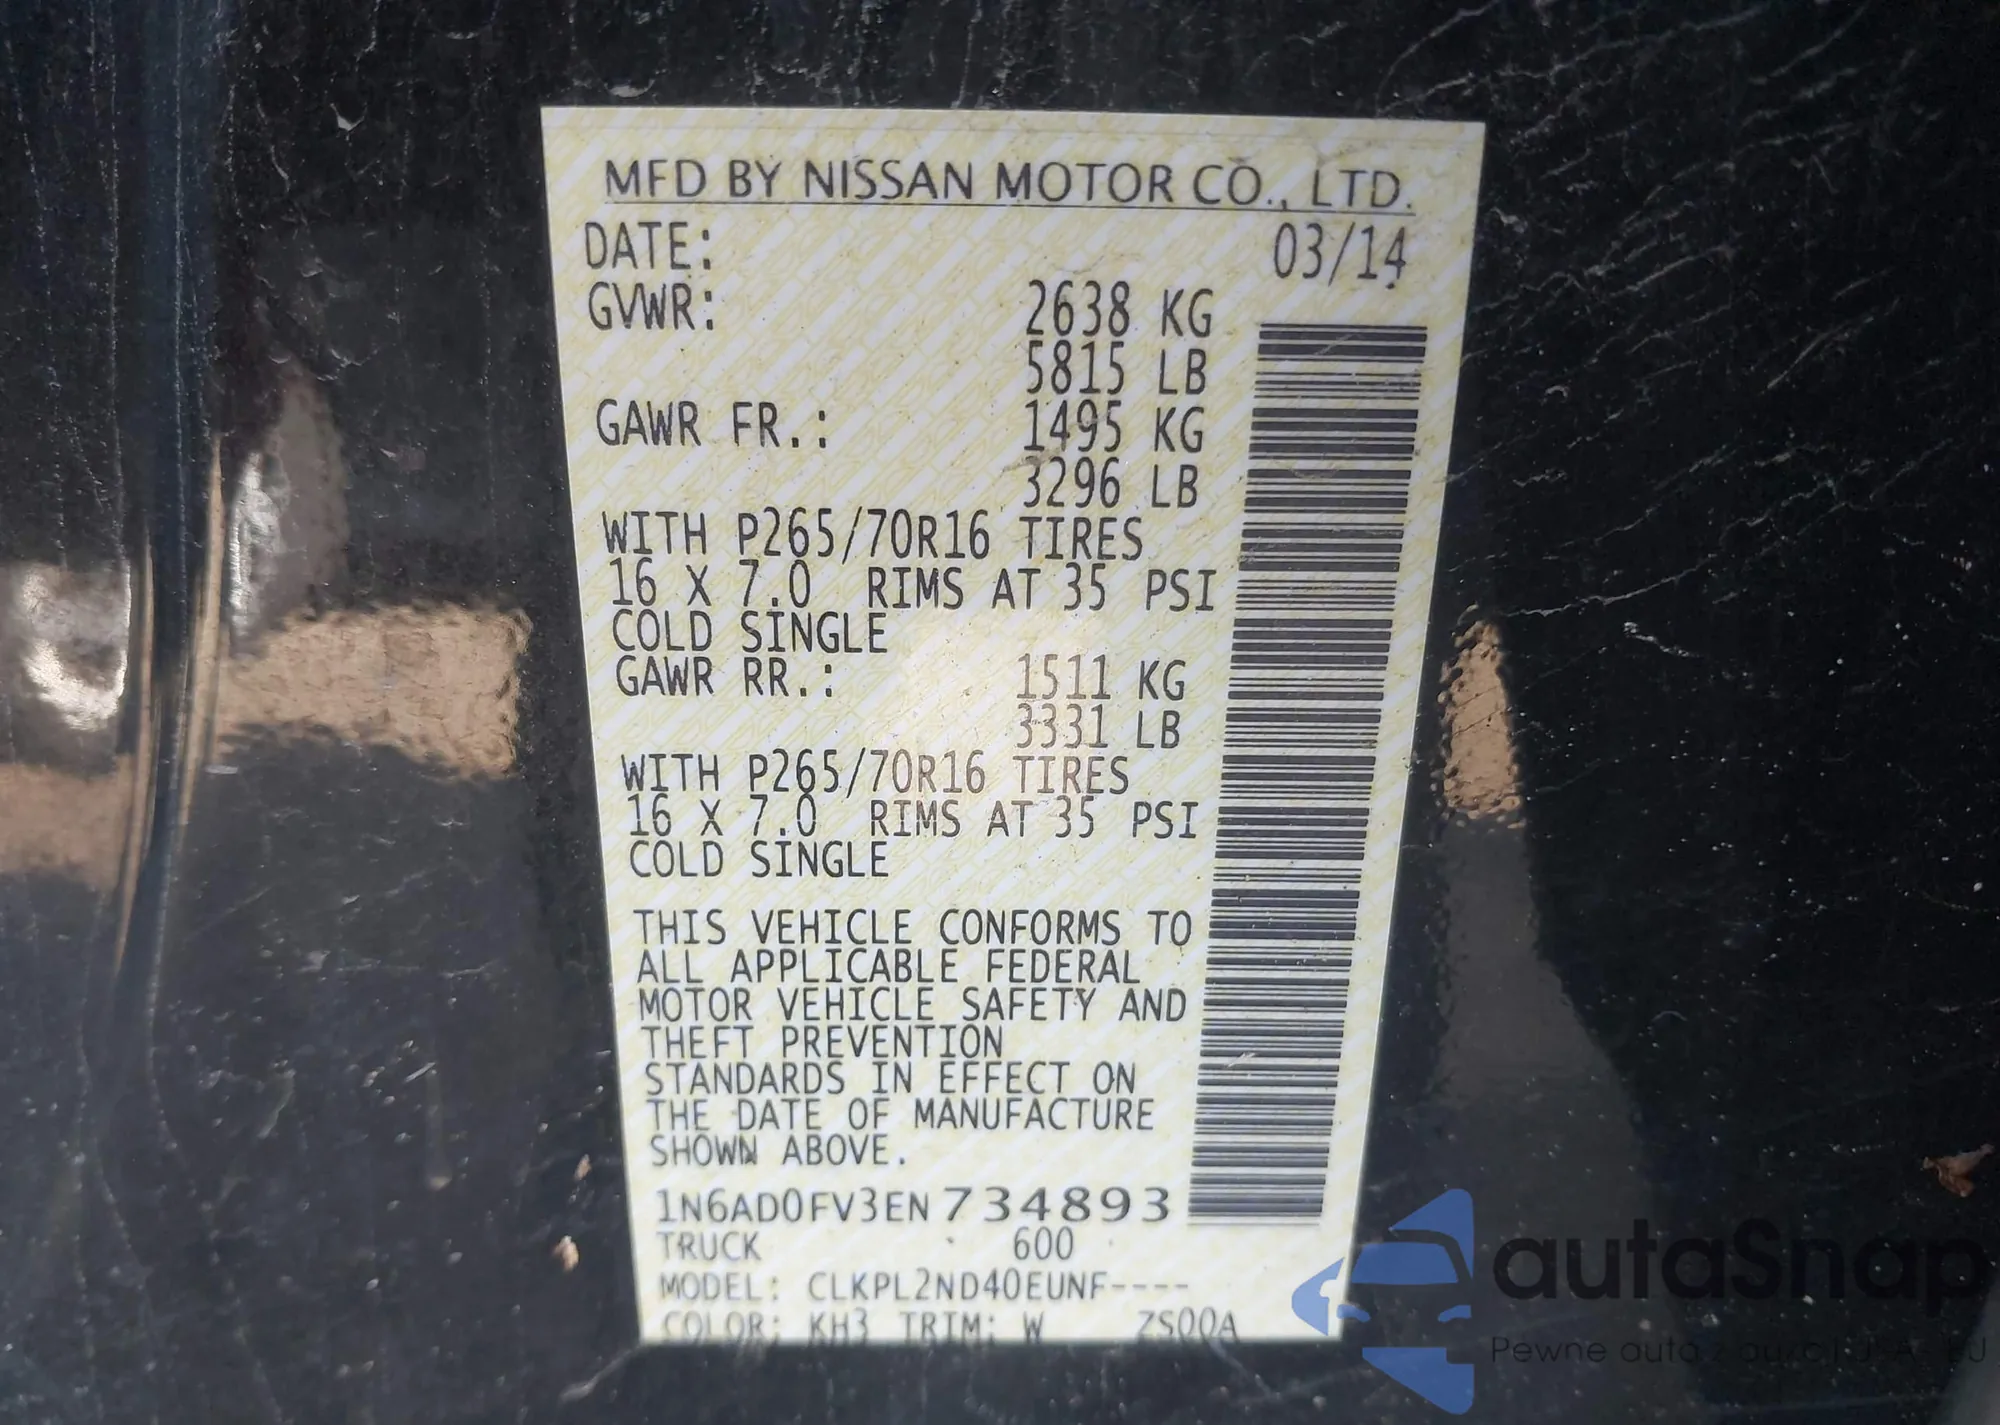 MFD BY NISSAN MOTOR CO., LTD.
DATE: 03/14
GVWR: 2638 KG
5815 LB
GAWR FR.: 1495 KG
3296 LB
WITH P265/70R16 TIRES
16 X 7.0 RIMS AT 35 PSI
COLD SINGLE
GAWR RR.: 1511 KG
3331 LB
WITH P265/70R16 TIRES
16 X 7.0 RIMS AT 35 PSI
COLD SINGLE
THIS VEHICLE CONFORMS TO
ALL APPLICABLE FEDERAL
MOTOR VEHICLE SAFETY AND
THEFT PREVENTION
STANDARDS IN EFFECT ON
THE DATE OF MANUFACTURE
SHOWN ABOVE.
1N6AD0FV3EN734893
TRUCK 600
MODEL: CLKPL2ND40EUNF----
COLOR: KH3 TRIM: W ZS00A
autaSnap
Pewne auta z